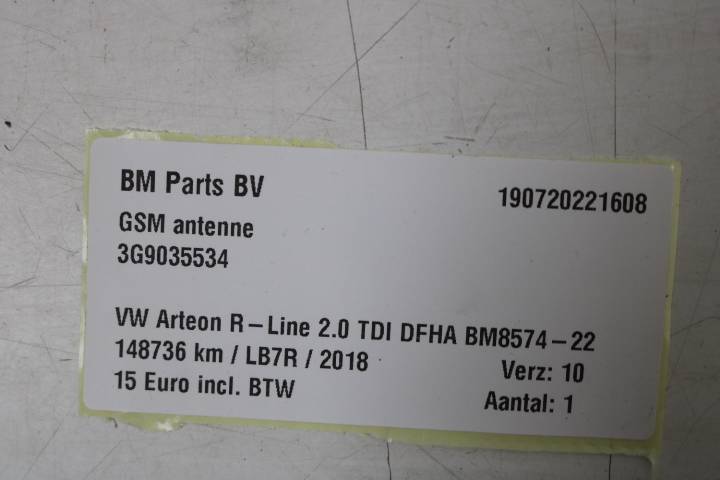 BM Parts BV
190720221608
GSM antenne
3G9035534
VW Arteon R-Line 2.0 TDI DFHA BM8574-22
148736 km / LB7R / 2018
Verz: 10
15 Euro incl. BTW
Aantal: 1